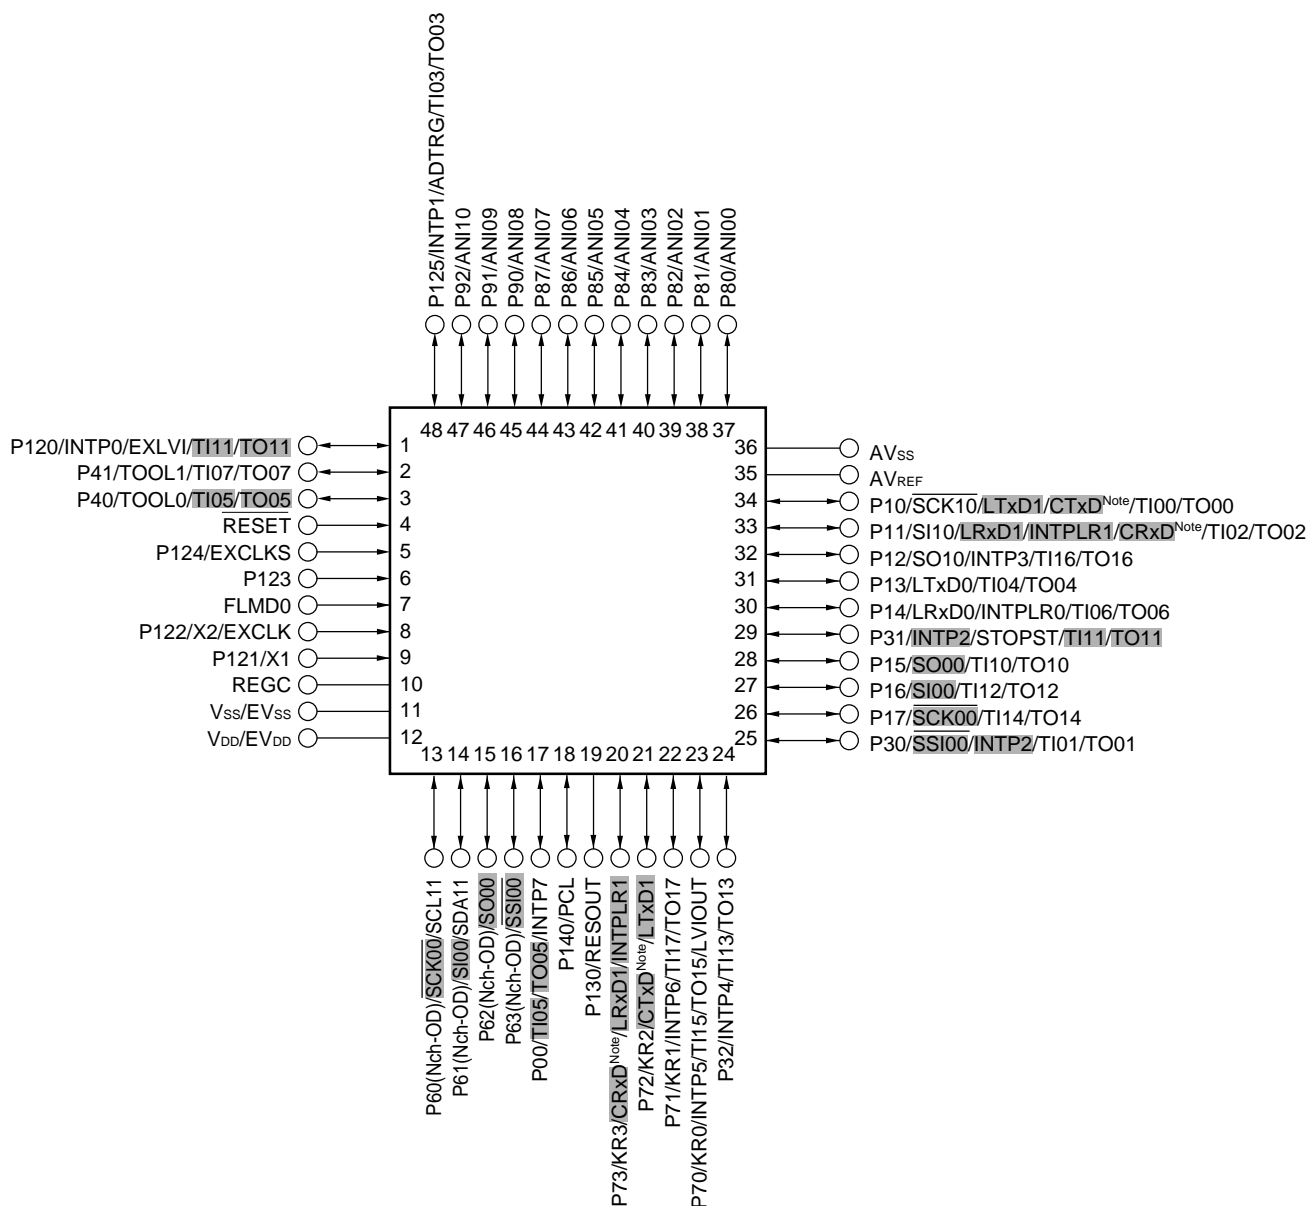 P125/INTP1/ADTRG/TI03/TO03
P92/ANI10
P91/ANI09
P90/ANI08
P87/ANI07
P86/ANI06
P85/ANI05
P84/ANI04
P83/ANI03
P82/ANI02
P81/ANI01
P80/ANI00
48 47 46 45 44 43 42 41 40 39 38 37
P120/INTP0/EXLVI/TI11/TO11 1
P41/TOOL1/TI07/TO07 2
P40/TOOL0/TI05/TO05 3
RESET 4
P124/EXCLKS 5
P123 6
FLMD0 7
P122/X2/EXCLK 8
P121/X1 9
REGC 10
VSS/EVSS 11
VDD/EVDD 12
36 AVSS
35 AVREF
34 P10/SCK10/LTxD1/CTxD Note/TI00/TO00
33 P11/SI10/LRxD1/INTPLR1/CRxD Note/TI02/TO02
32 P12/SO10/INTP3/TI16/TO16
31 P13/LTxD0/TI04/TO04
30 P14/LRxD0/INTPLR0/TI06/TO06
29 P31/INTP2/STOPST/TI11/TO11
28 P15/SO00/TI10/TO10
27 P16/SI00/TI12/TO12
26 P17/SCK00/TI14/TO14
25 P30/SSI00/INTP2/TI01/TO01
13 14 15 16 17 18 19 20 21 22 23 24
P60(Nch-OD)/SCK00/SCL11
P61(Nch-OD)/SI00/SDA11
P62(Nch-OD)/SO00
P63(Nch-OD)/SSI00
P00/TI05/TO05/INTP7
P140/PCL
P130/RESOUT
P73/KR3/CRxD Note/LRxD1/INTPLR1
P72/KR2/CTxD Note/LTxD1
P71/KR1/INTP6/TI17/TO17
P70/KR0/INTP5/TI15/TO15/LVIOUT
P32/INTP4/TI13/TO13